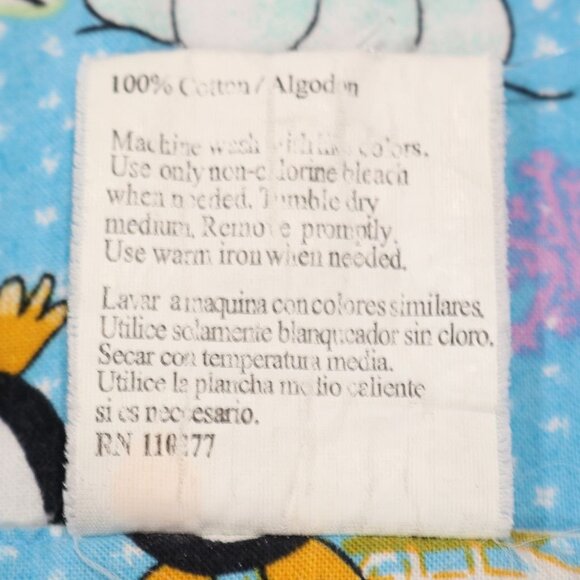 100% Cotton / Algodon
Machine wash with like colors.
Use only non-chlorine bleach
when needed. Tumble dry
medium. Remove promptly.
Use warm iron when needed.
Lavar a maquina con colores similares.
Utilice solamente blanqueador sin cloro.
Secar con temperatura media.
Utilice la plancha medio caliente
si es necesario.
RN